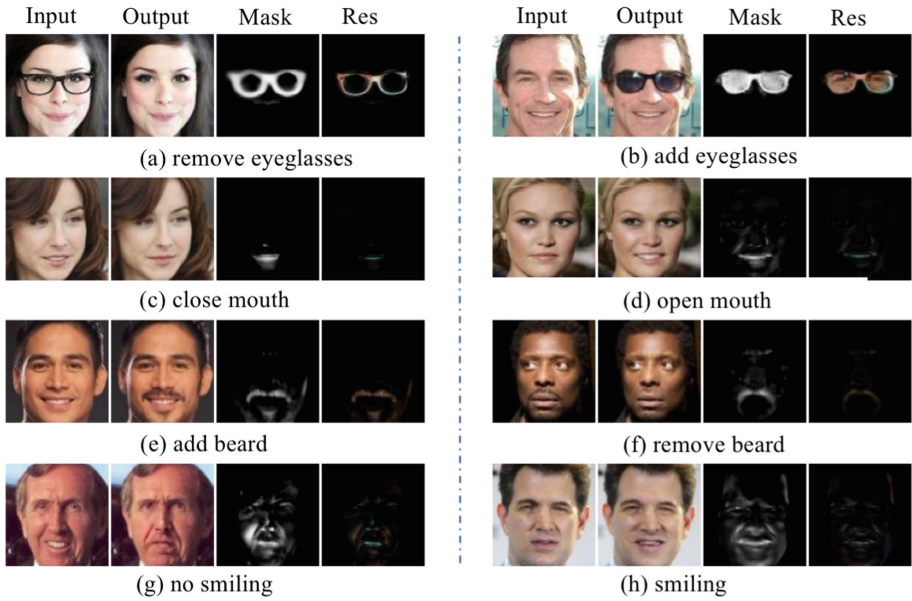 Input Output Mask Res
Input Output Mask Res
(a) remove eyeglasses
(b) add eyeglasses
(c) close mouth
(d) open mouth
(e) add beard
(f) remove beard
(g) no smiling
(h) smiling